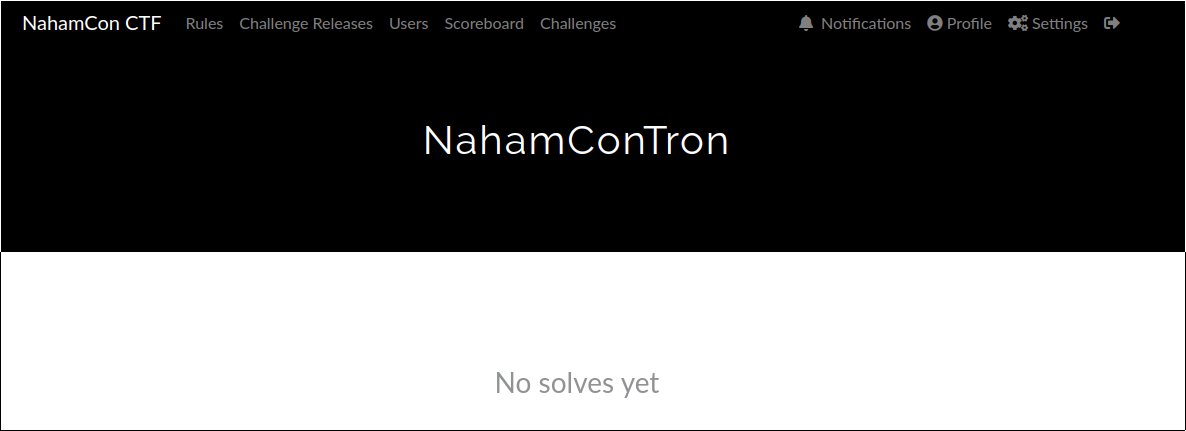 NahamCon CTF Rules Challenge Releases Users Scoreboard Challenges Notifications Profile Settings
NahamConTron
No solves yet